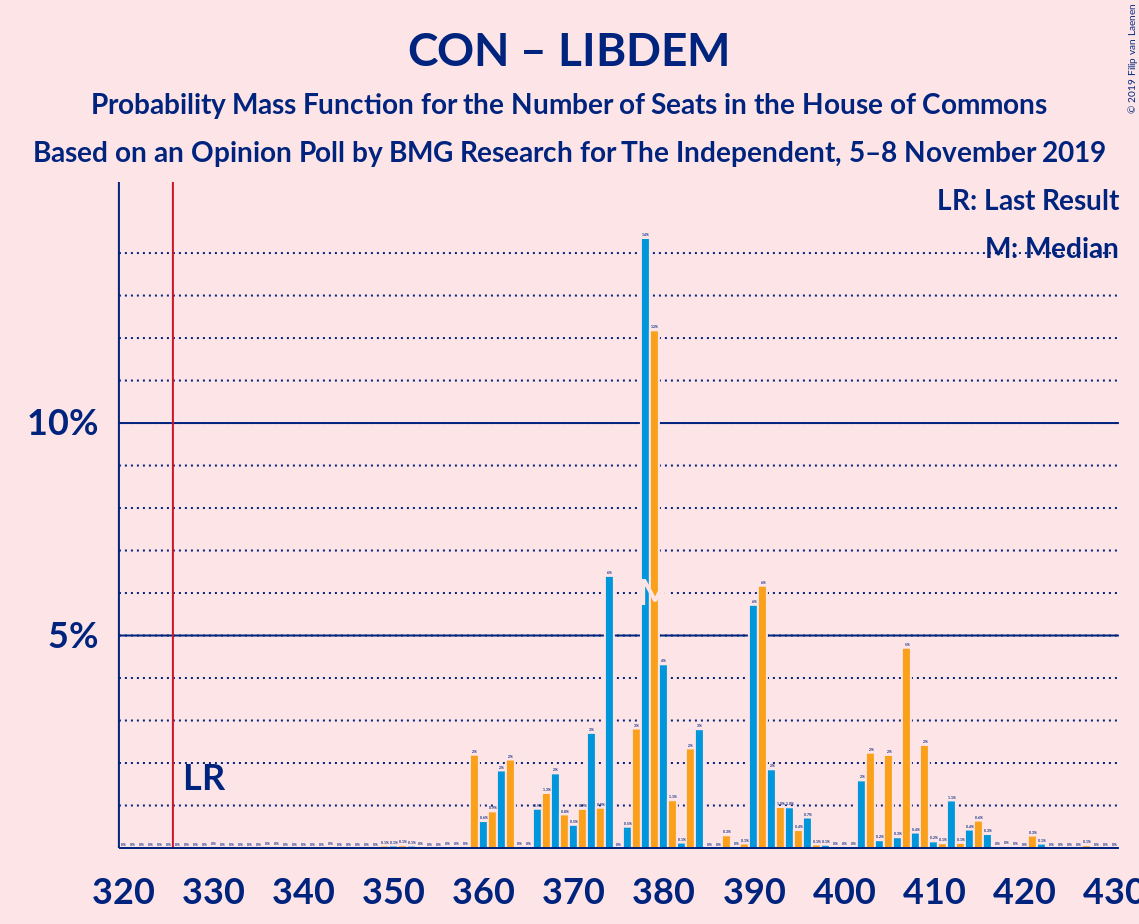 CON – LIBDEM
Probability Mass Function for the Number of Seats in the House of Commons
Based on an Opinion Poll by BMG Research for The Independent, 5–8 November 2019
© 2019 Filip van Laenen
LR: Last Result
M: Median
10%
5%
LR
M
320 330 340 350 360 370 380 390 400 410 420 430